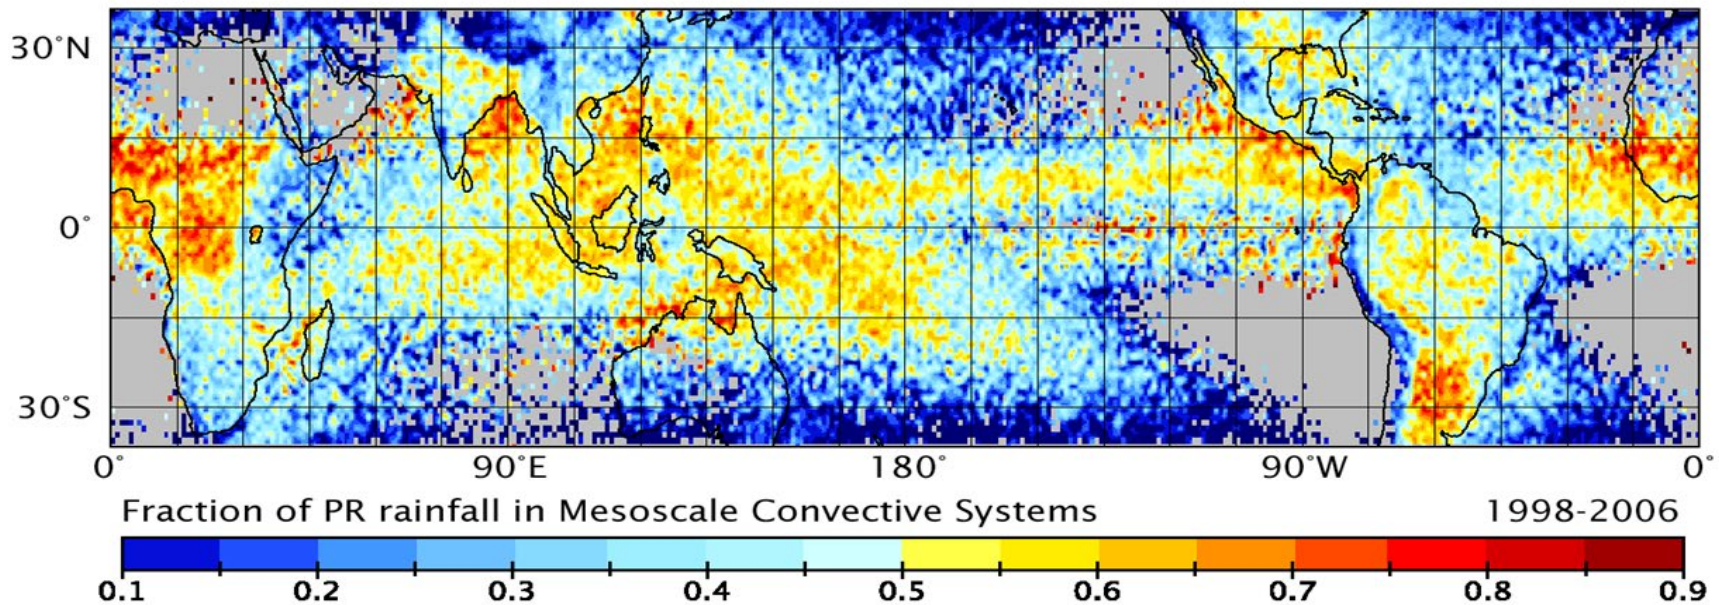 30°N
0°
30°S
0° 90°E 180° 90°W 0°
Fraction of PR rainfall in Mesoscale Convective Systems 1998-2006
0.1 0.2 0.3 0.4 0.5 0.6 0.7 0.8 0.9